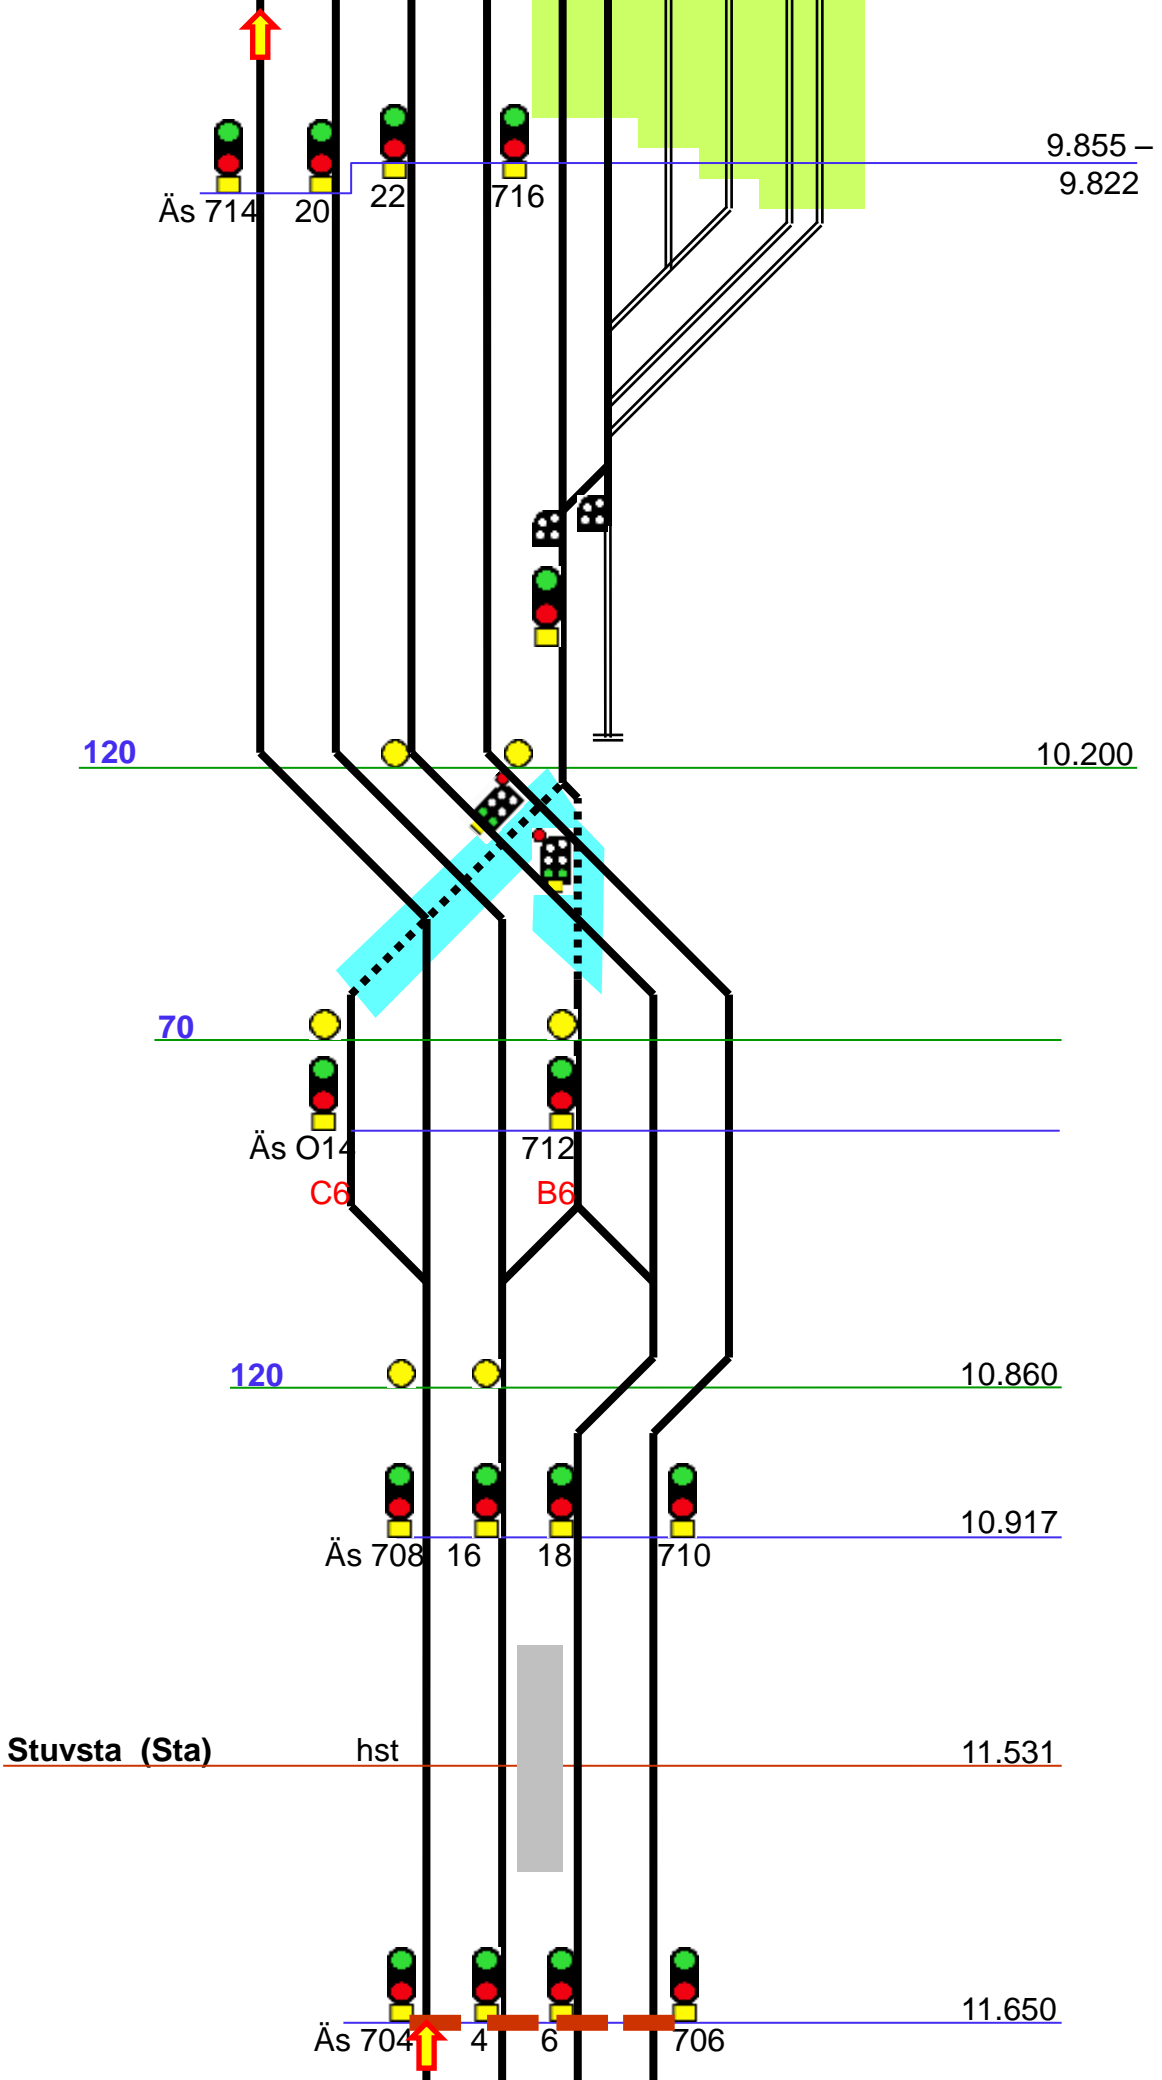 9.855 –
9.822
Äs 714 20 22 716
120 10.200
70
Äs O14 712
C6 B6
120 10.860
10.917
Äs 708 16 18 710
Stuvsta (Sta) hst 11.531
11.650
Äs 704 4 6 706